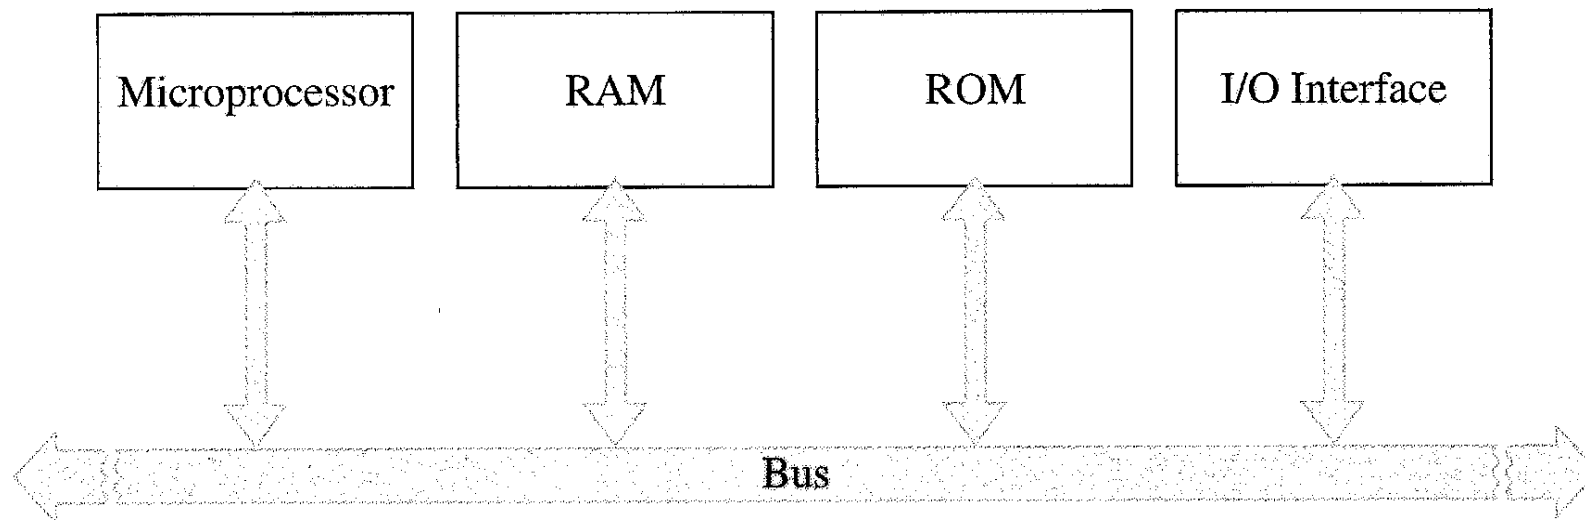 Microprocessor
RAM
ROM
I/O Interface
Bus